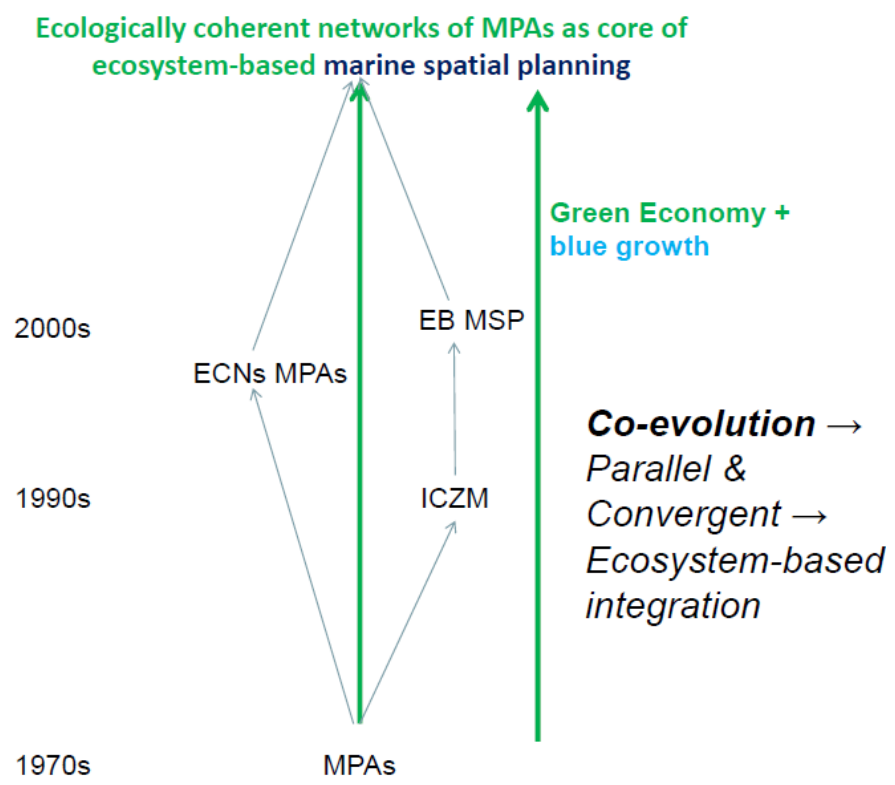 Ecologically coherent networks of MPAs as core of
ecosystem-based marine spatial planning
Green Economy +
blue growth
2000s
EB MSP
ECNs MPAs
Co-evolution →
Parallel &
Convergent →
Ecosystem-based
integration
1990s
ICZM
1970s
MPAs